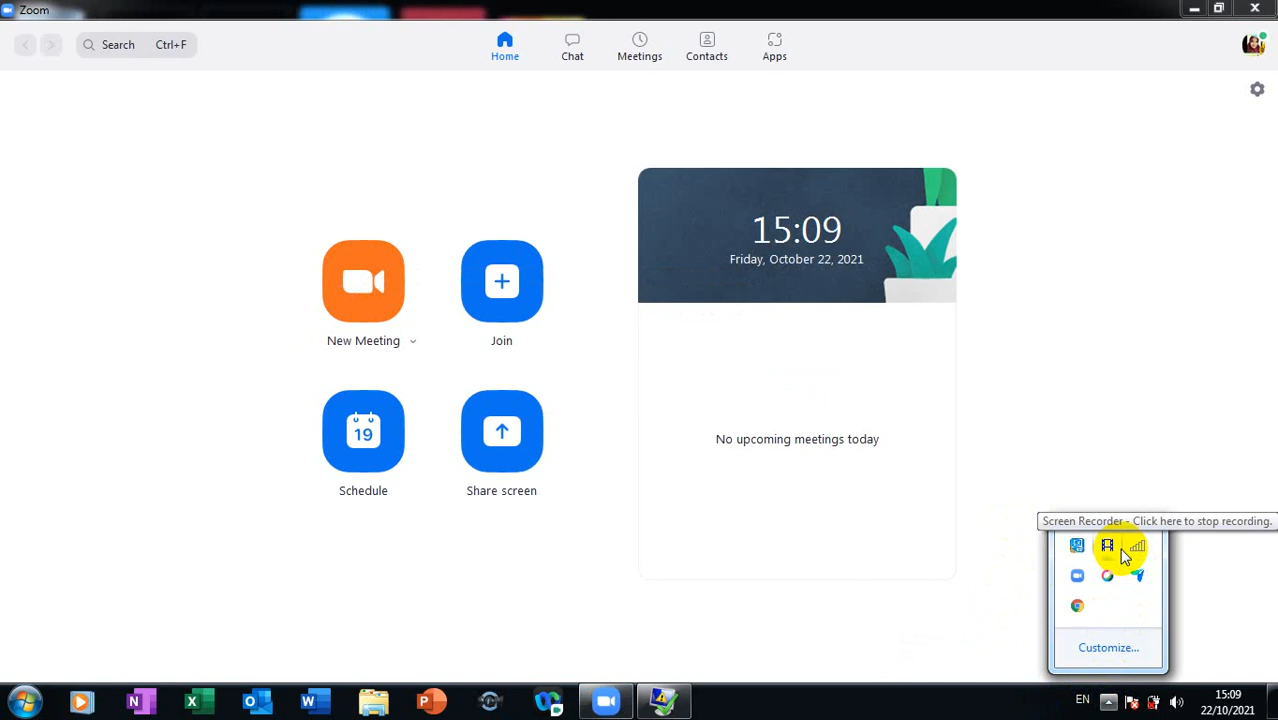 Zoom
Search Ctrl+F
Home
Chat
Meetings
Contacts
Apps
15:09
Friday, October 22, 2021
New Meeting
Join
19
Schedule
Share screen
No upcoming meetings today
Screen Recorder - Click here to stop recording.
Customize...
N
X
O
W
P
EN
15:09
22/10/2021